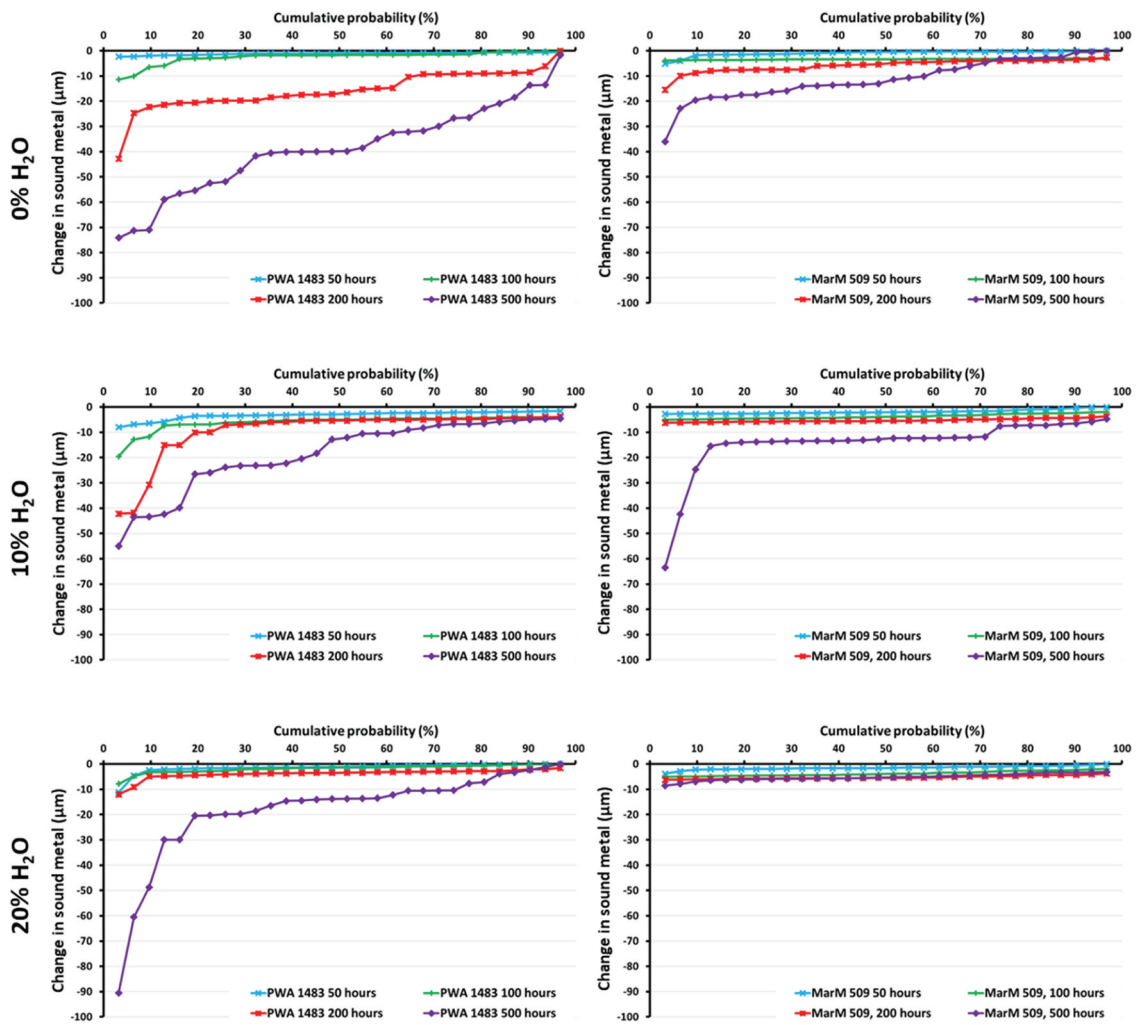 Cumulative probability (%)
0 10 20 30 40 50 60 70 80 90 100
0
-10
-20
-30
-40
-50
-60
-70
-80
-90
-100
Change in sound metal (µm)
0% H2O
PWA 1483 50 hours PWA 1483 100 hours
PWA 1483 200 hours PWA 1483 500 hours
Cumulative probability (%)
0 10 20 30 40 50 60 70 80 90 100
0
-10
-20
-30
-40
-50
-60
-70
-80
-90
-100
Change in sound metal (µm)
MarM 509 50 hours MarM 509, 100 hours
MarM 509, 200 hours MarM 509, 500 hours
Cumulative probability (%)
0 10 20 30 40 50 60 70 80 90 100
0
-10
-20
-30
-40
-50
-60
-70
-80
-90
-100
Change in sound metal (µm)
10% H2O
PWA 1483 50 hours PWA 1483 100 hours
PWA 1483 200 hours PWA 1483 500 hours
Cumulative probability (%)
0 10 20 30 40 50 60 70 80 90 100
0
-10
-20
-30
-40
-50
-60
-70
-80
-90
-100
Change in sound metal (µm)
MarM 509 50 hours MarM 509, 100 hours
MarM 509, 200 hours MarM 509, 500 hours
Cumulative probability (%)
0 10 20 30 40 50 60 70 80 90 100
0
-10
-20
-30
-40
-50
-60
-70
-80
-90
-100
Change in sound metal (µm)
20% H2O
PWA 1483 50 hours PWA 1483 100 hours
PWA 1483 200 hours PWA 1483 500 hours
Cumulative probability (%)
0 10 20 30 40 50 60 70 80 90 100
0
-10
-20
-30
-40
-50
-60
-70
-80
-90
-100
Change in sound metal (µm)
MarM 509 50 hours MarM 509, 100 hours
MarM 509, 200 hours MarM 509, 500 hours